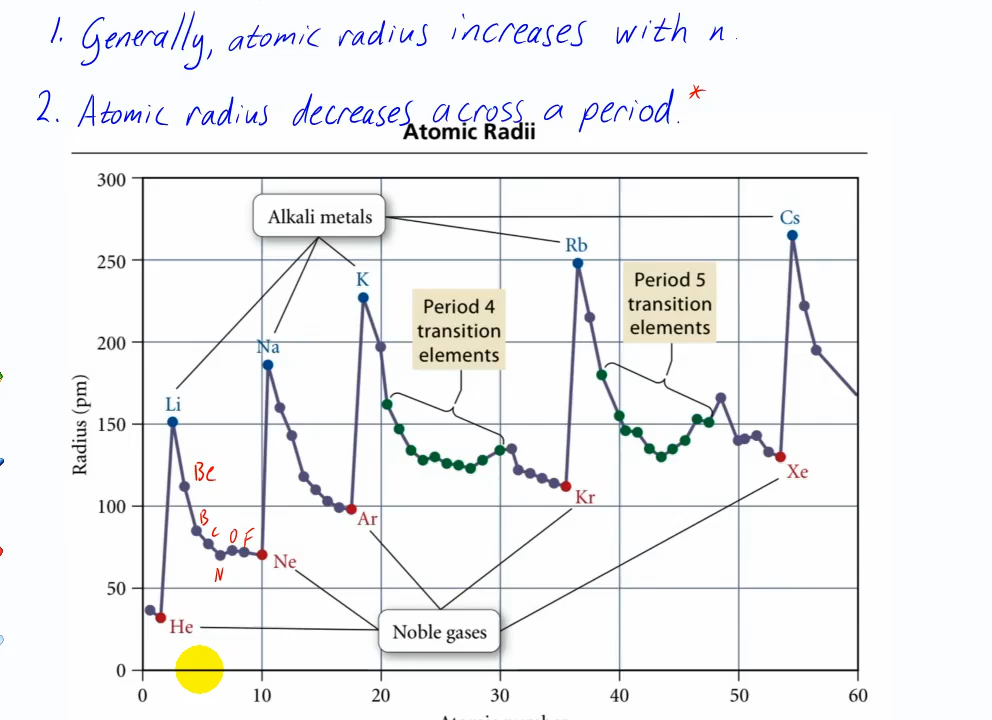 1. Generally, atomic radius increases with n.
2. Atomic radius decreases across a period.*
Atomic Radii
300
250
200
150
100
50
0
Radius (pm)
Alkali metals
Cs
Rb
K
Na
Li
Period 4
transition
elements
Period 5
transition
elements
Be
B
C
N
O
F
He
Ne
Ar
Kr
Xe
Noble gases
0
10
20
30
40
50
60
Atomic number